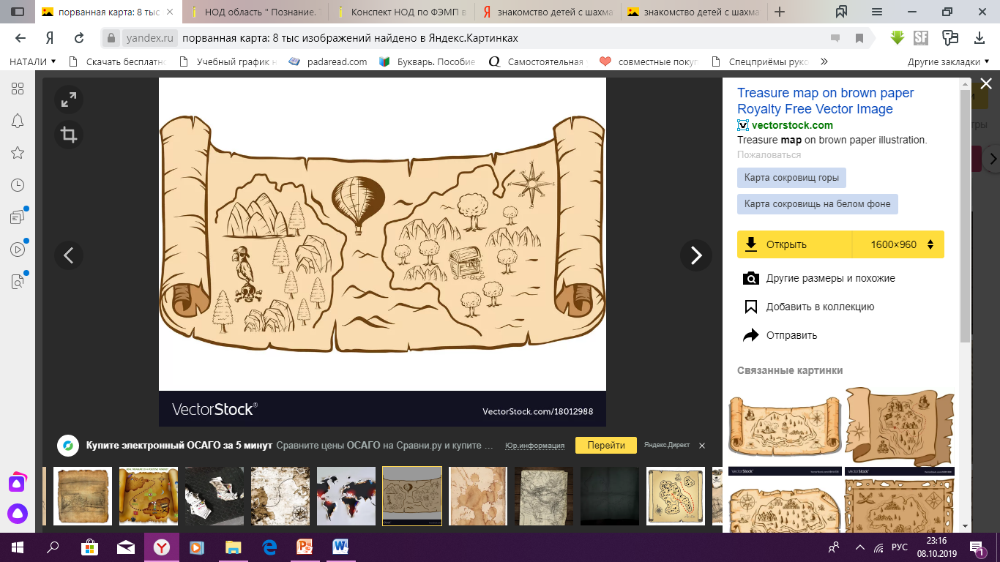 порванная карта: 8 тыс
НОД область " Познание.
Конспект НОД по ФЭМП в
знакомство детей с шахма
знакомство детей с шахма
yandex.ru
порванная карта: 8 тыс изображений найдено в Яндекс.Картинках
НАТАЛИ
Скачать бесплатн
Учебный график н
padaread.com
Букварь. Пособие
Самостоятельная
совместные покуп
Спецприёмы рукс
Другие закладки
Treasure map on brown paper
Royalty Free Vector Image
vectorstock.com
Treasure map on brown paper illustration.
Пожаловаться
Карта сокровищ горы
Карта сокровищь на белом фоне
Открыть
1600×960
Другие размеры и похожие
Добавить в коллекцию
Отправить
Связанные картинки
VectorStock®
VectorStock.com/18012988
Купите электронный ОСАГО за 5 минут Сравните цены ОСАГО на Сравни.ру и купите ...
Юр.информация
Перейти
Яндекс.Директ
VectorStock
23:16
РУС
08.10.2019
1